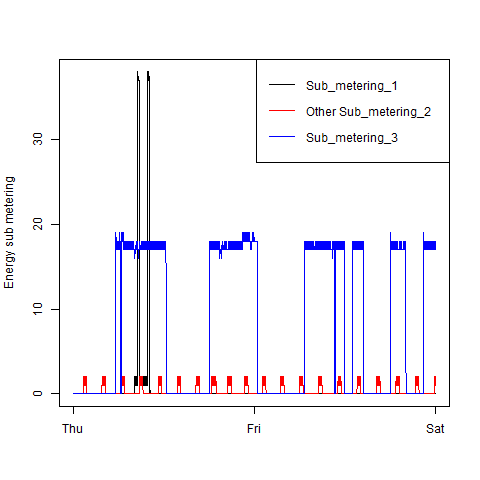 Sub_metering_1
Other Sub_metering_2
Sub_metering_3
Energy sub metering
30
20
10
0
Thu
Fri
Sat